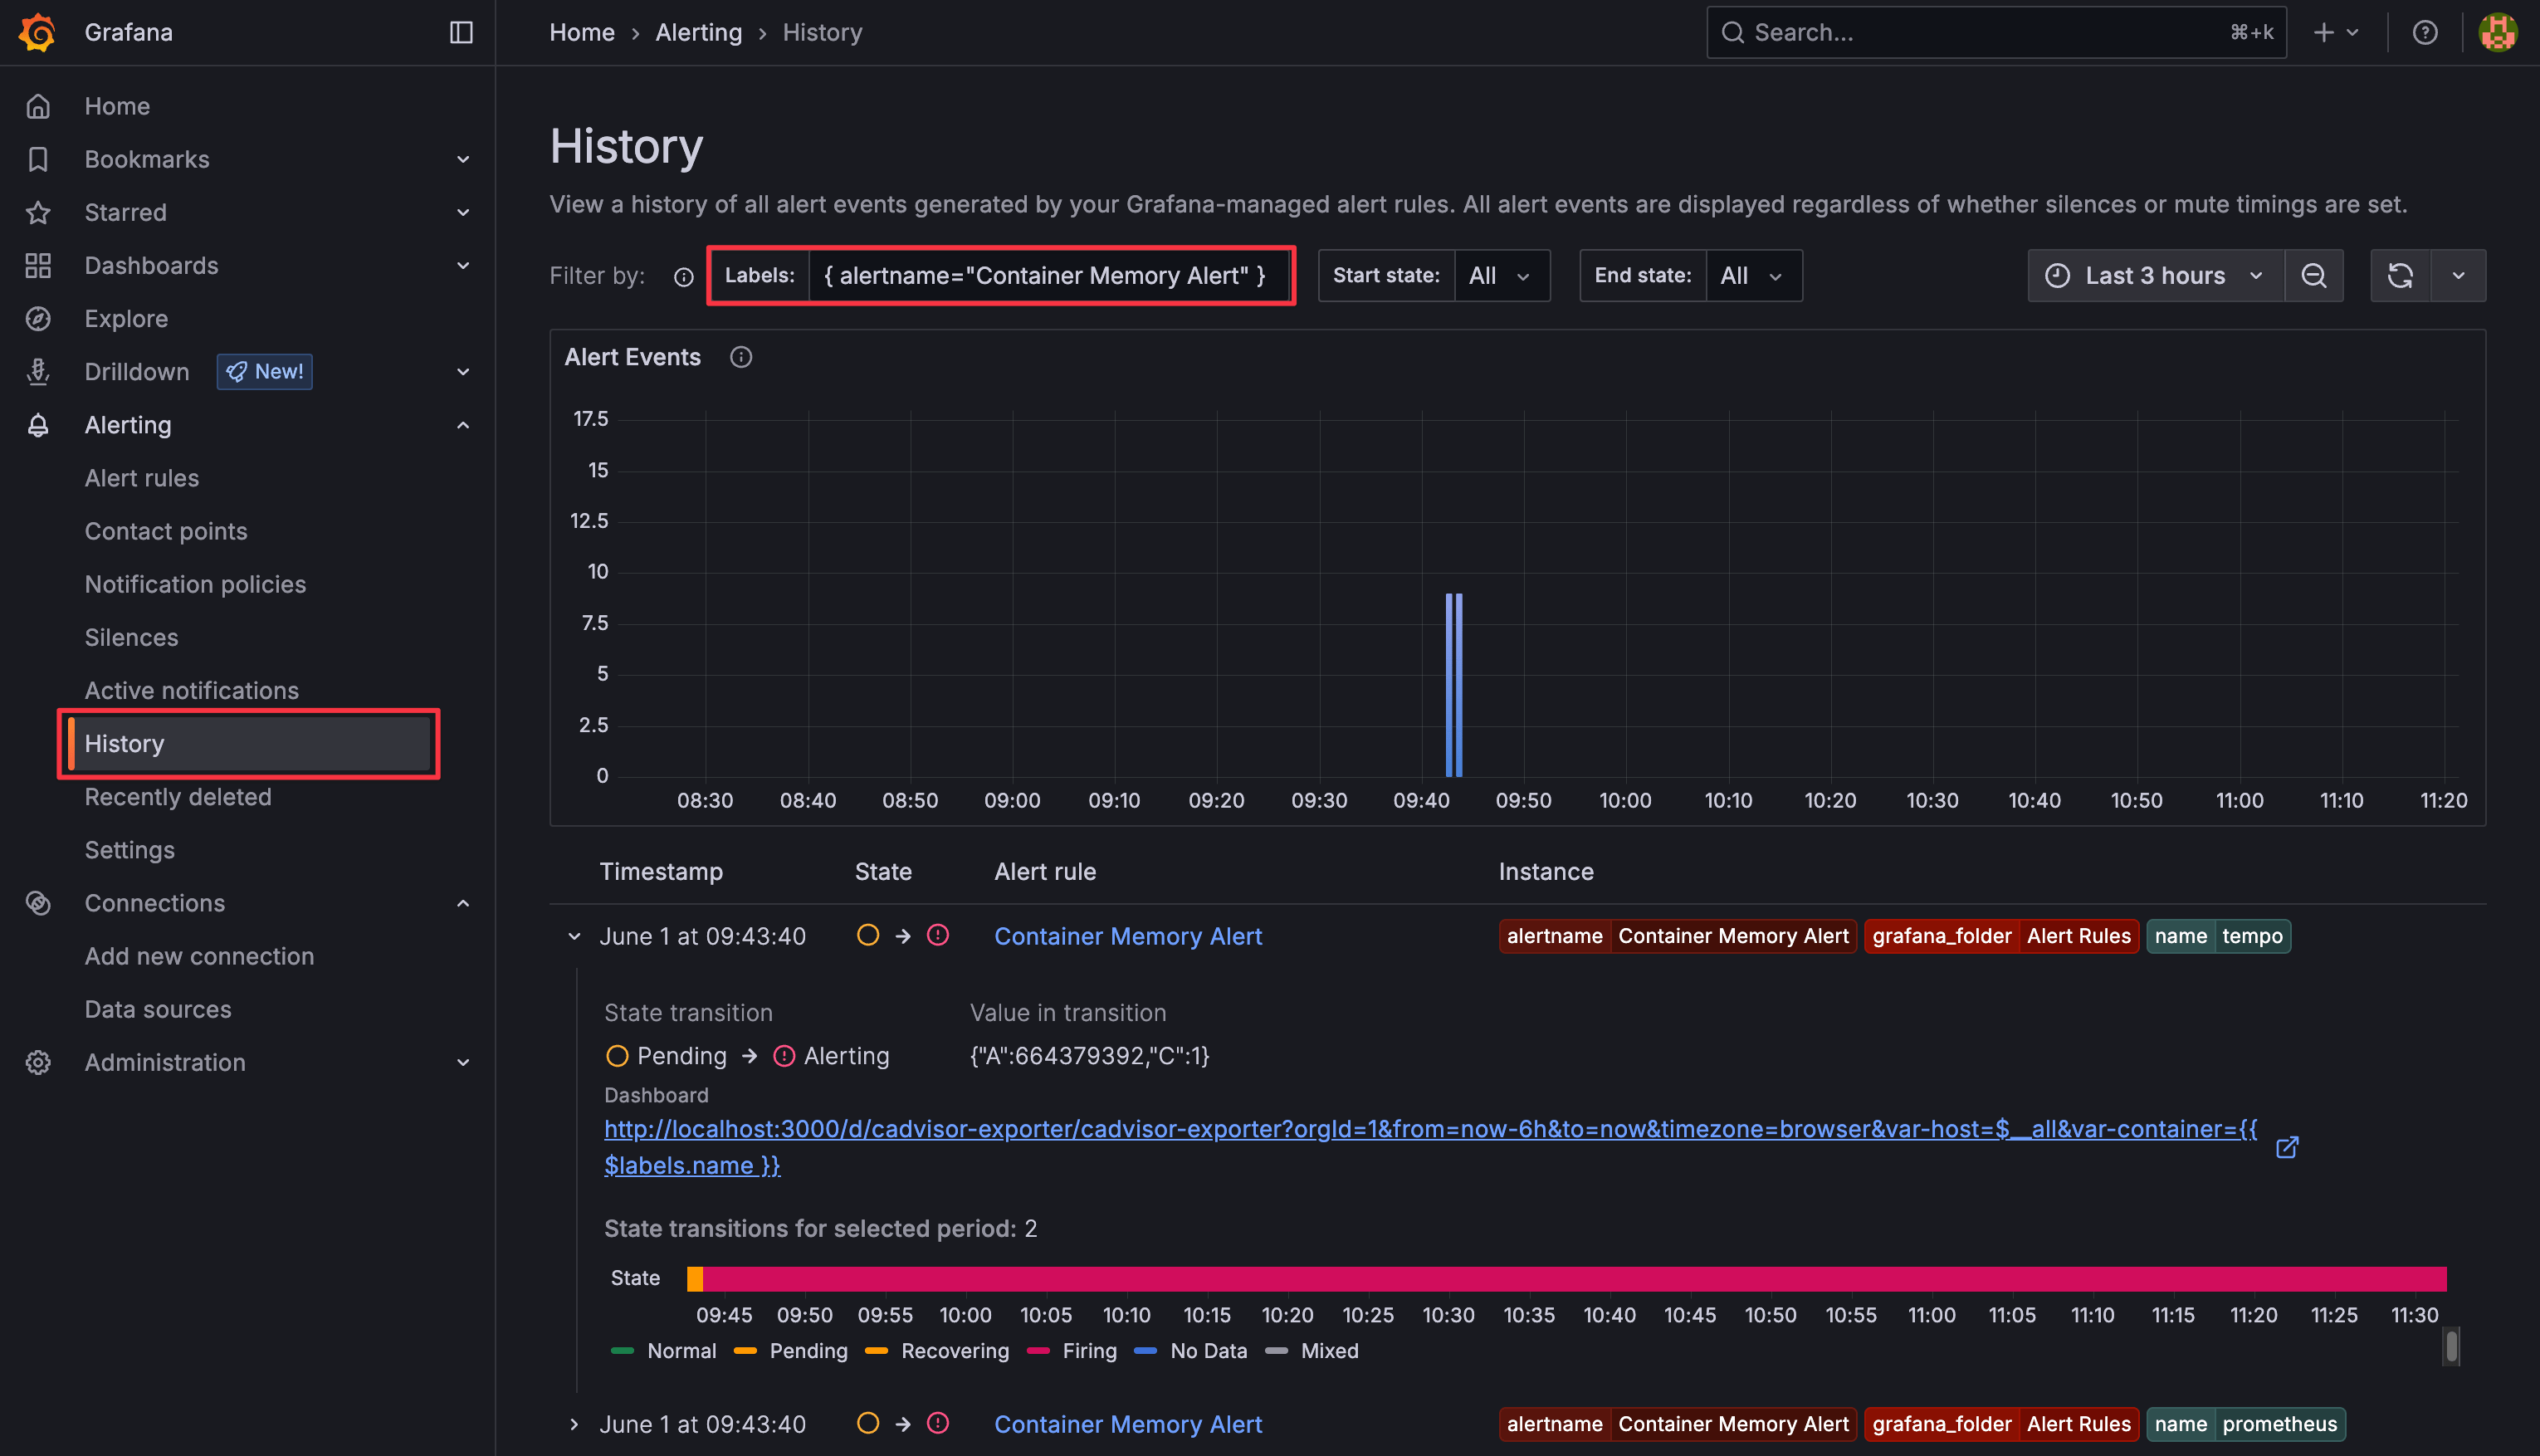 Grafana
Home › Alerting › History
Search...
⌘+k
Home
Bookmarks
Starred
Dashboards
Explore
Drilldown New!
Alerting
Alert rules
Contact points
Notification policies
Silences
Active notifications
History
Recently deleted
Settings
Connections
Add new connection
Data sources
Administration
History
View a history of all alert events generated by your Grafana-managed alert rules. All alert events are displayed regardless of whether silences or mute timings are set.
Filter by: Labels: { alertname="Container Memory Alert" } Start state: All End state: All Last 3 hours
Alert Events
17.5
15
12.5
10
7.5
5
2.5
0
08:30 08:40 08:50 09:00 09:10 09:20 09:30 09:40 09:50 10:00 10:10 10:20 10:30 10:40 10:50 11:00 11:10 11:20
Timestamp State Alert rule Instance
June 1 at 09:43:40 Container Memory Alert alertname Container Memory Alert grafana_folder Alert Rules name tempo
State transition Value in transition
Pending → Alerting {"A":664379392,"C":1}
Dashboard
http://localhost:3000/d/cadvisor-exporter/cadvisor-exporter?orgId=1&from=now-6h&to=now&timezone=browser&var-host=$__all&var-container={{
$labels.name }}
State transitions for selected period: 2
State
09:45 09:50 09:55 10:00 10:05 10:10 10:15 10:20 10:25 10:30 10:35 10:40 10:45 10:50 10:55 11:00 11:05 11:10 11:15 11:20 11:25 11:30
Normal Pending Recovering Firing No Data Mixed
June 1 at 09:43:40 Container Memory Alert alertname Container Memory Alert grafana_folder Alert Rules name prometheus